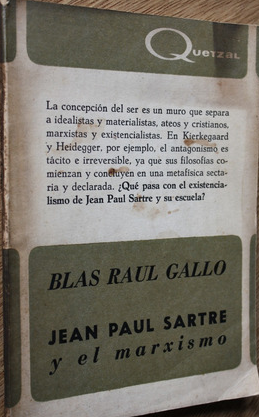 Quetzal
La concepción del ser es un muro que separa
a idealistas y materialistas, ateos y cristianos,
marxistas y existencialistas. En Kierkegaard
y Heidegger, por ejemplo, el antagonismo es
tácito e irreversible, ya que sus filosofías co-
mienzan y concluyen en una metafísica secta-
ria y declarada. ¿Qué pasa con el existencia-
lismo de Jean Paul Sartre y su escuela?
BLAS RAUL GALLO
JEAN PAUL SARTRE
y el marxismo